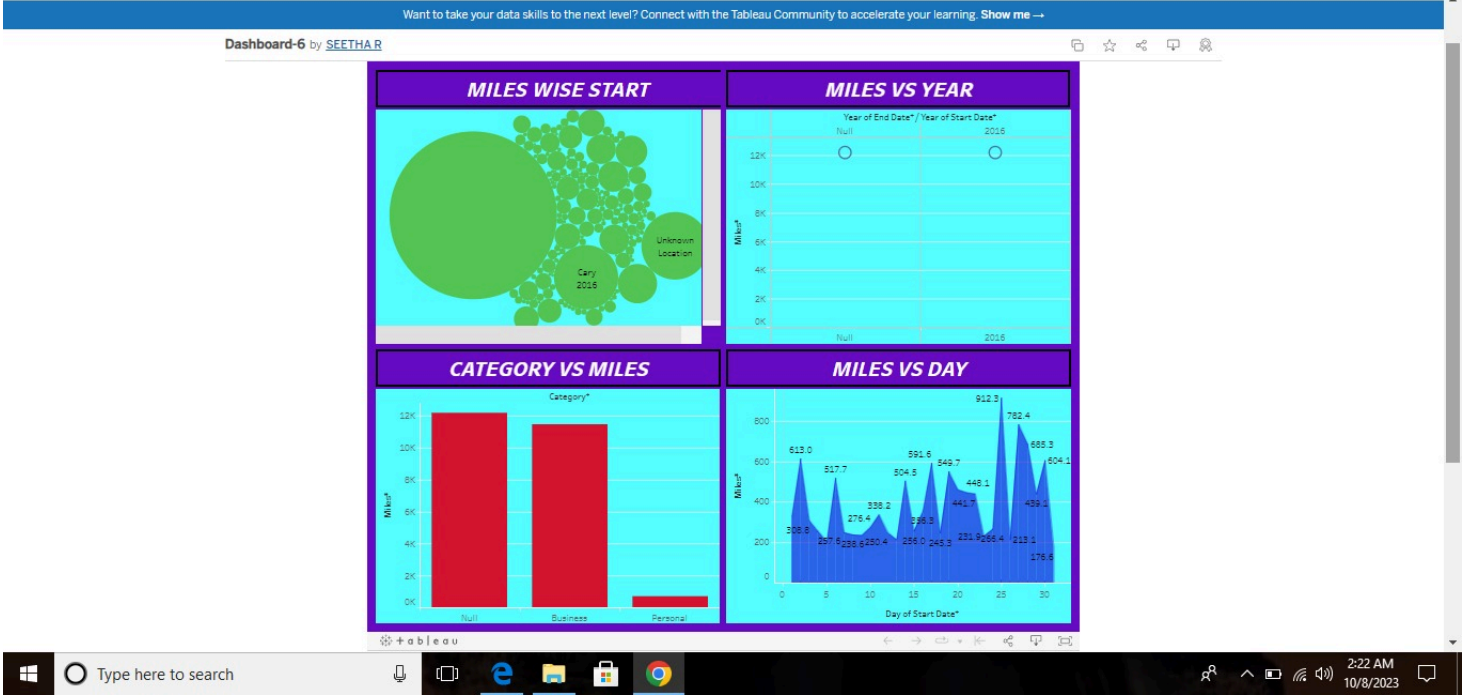 Want to take your data skills to the next level? Connect with the Tableau Community to accelerate your learning. Show me →
Dashboard-6 by SEETHA R
MILES WISE START
Unknown
Location
Cary
2016
MILES VS YEAR
Year of End Date* / Year of Start Date*
Null 2016
12K
10K
8K
6K
4K
2K
0K
Miles*
Null 2016
CATEGORY VS MILES
Category*
12K
10K
8K
6K
4K
2K
0K
Miles*
Null Business Personal
MILES VS DAY
912.3
782.4
800
685.3
613.0
591.6
549.7
604.1
600
517.7
504.5
448.1
Miles*
400
338.2
441.7
439.1
276.4
308.8
200
238.6
250.4
256.0
245.3
231.9
266.4
213.1
0
0 5 10 15 20 25 30
Day of Start Date*
+ableau
Type here to search
2:22 AM
10/8/2023